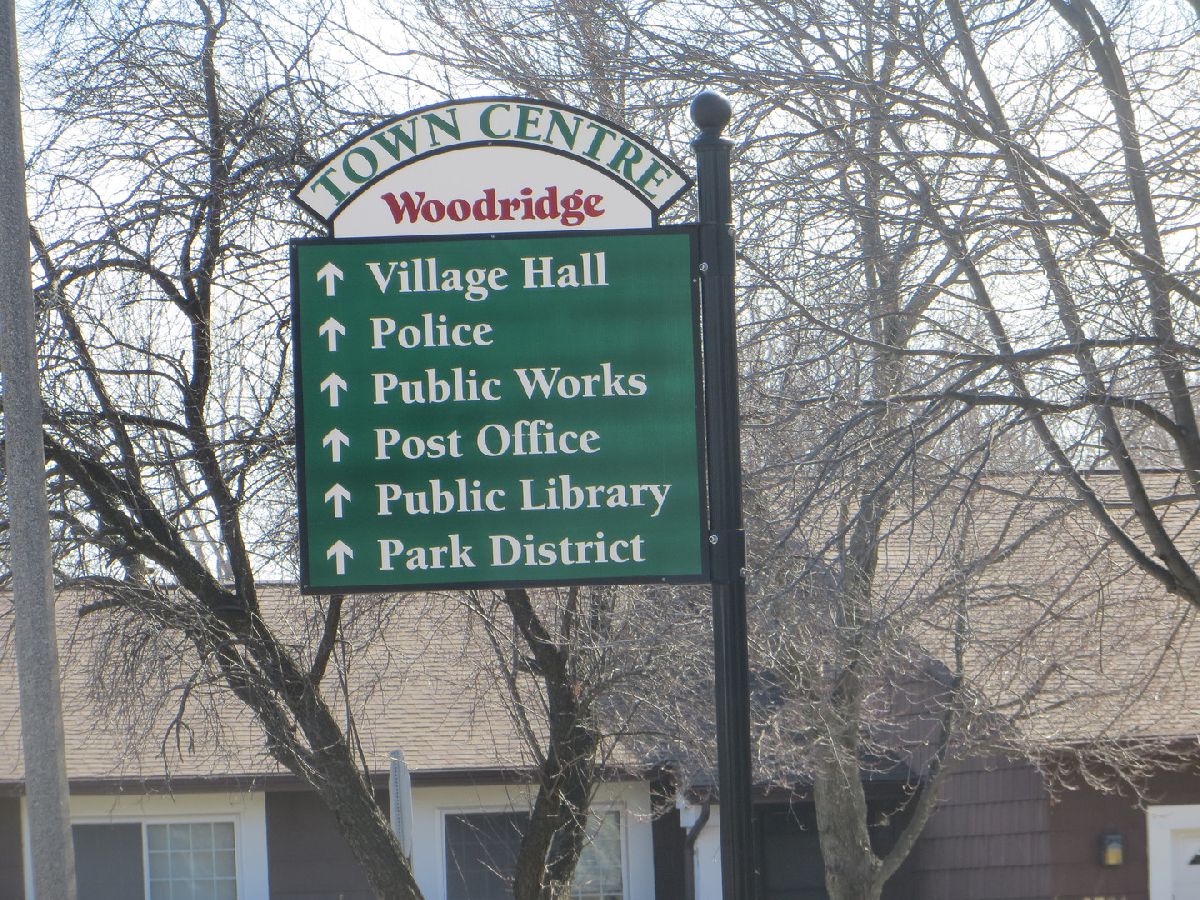 TOWN CENTRE
Woodridge
↑ Village Hall
↑ Police
↑ Public Works
↑ Post Office
↑ Public Library
↑ Park District